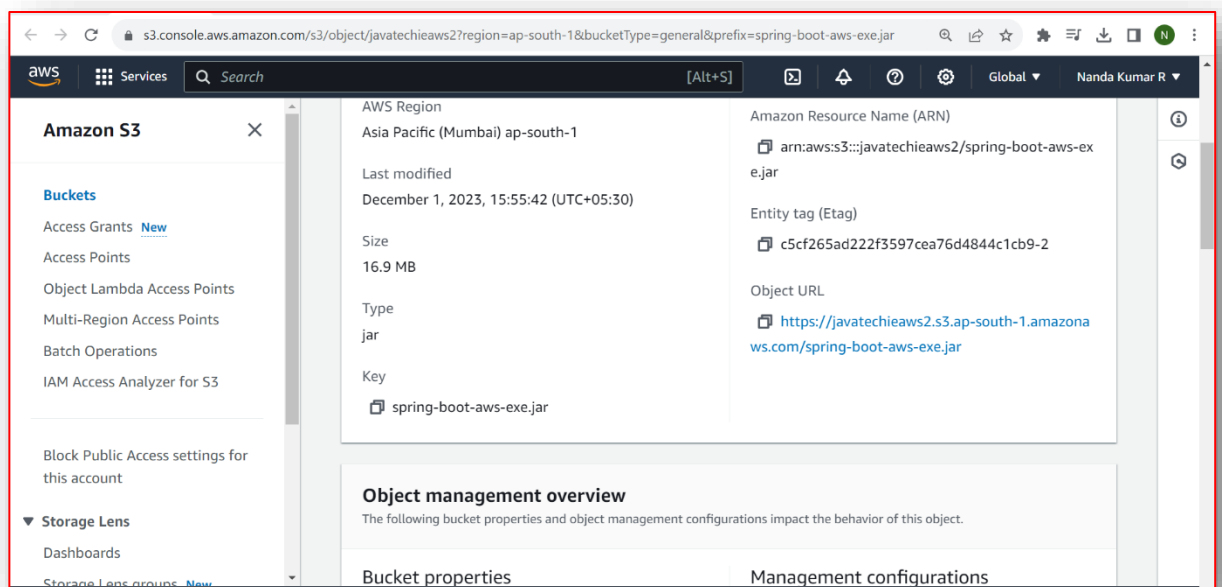 s3.console.aws.amazon.com/s3/object/javatechieaws2?region=ap-south-1&bucketType=general&prefix=spring-boot-aws-exe.jar
N
aws
Services
Search
[Alt+S]
Global ▼
Nanda Kumar R ▼
Amazon S3
Buckets
Access Grants New
Access Points
Object Lambda Access Points
Multi-Region Access Points
Batch Operations
IAM Access Analyzer for S3
Block Public Access settings for
this account
▼ Storage Lens
Dashboards
Storage Lens groups New
AWS Region
Asia Pacific (Mumbai) ap-south-1
Last modified
December 1, 2023, 15:55:42 (UTC+05:30)
Size
16.9 MB
Type
jar
Key
spring-boot-aws-exe.jar
Amazon Resource Name (ARN)
arn:aws:s3:::javatechieaws2/spring-boot-aws-ex
e.jar
Entity tag (Etag)
c5cf265ad222f3597cea76d4844c1cb9-2
Object URL
https://javatechieaws2.s3.ap-south-1.amazona
ws.com/spring-boot-aws-exe.jar
Object management overview
The following bucket properties and object management configurations impact the behavior of this object.
Bucket properties
Management configurations